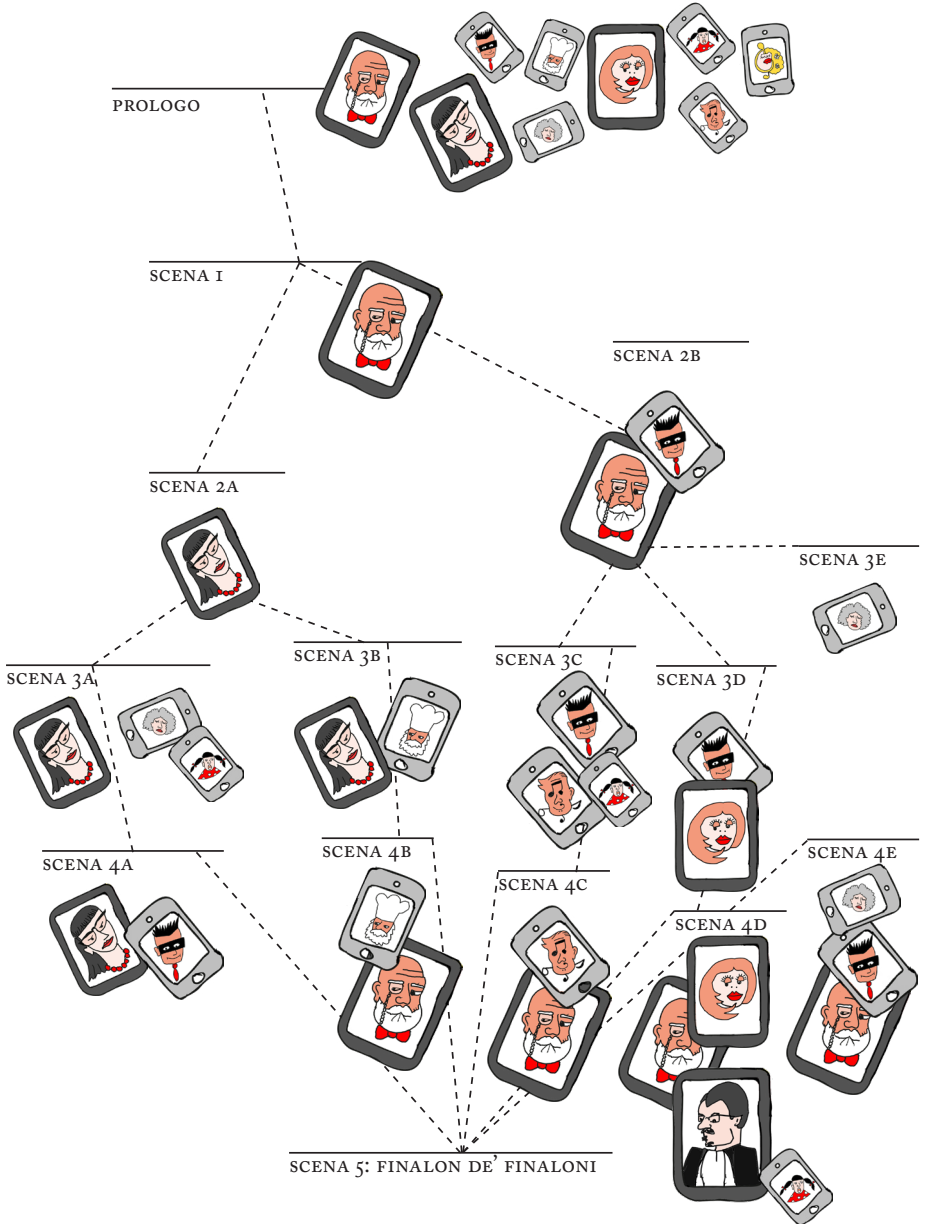 PROLOGO
SCENA 1
SCENA 2B
SCENA 2A
SCENA 3E
SCENA 3B
SCENA 3C
SCENA 3A
SCENA 3D
SCENA 4B
SCENA 4E
SCENA 4A
SCENA 4C
SCENA 4D
SCENA 5: FINALON DE’ FINALONI